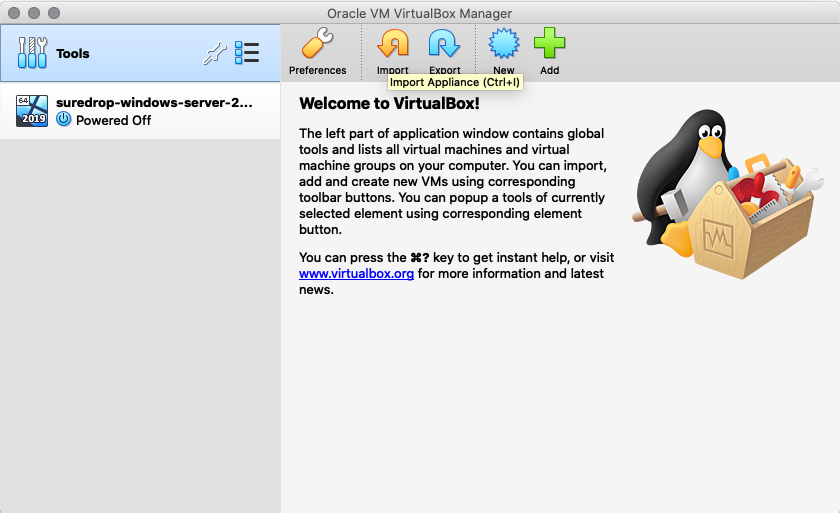 Oracle VM VirtualBox Manager
Tools
Preferences
Import
Export
New
Add
Import Appliance (Ctrl+I)
64
2019
suredrop-windows-server-2...
Powered Off
Welcome to VirtualBox!
The left part of application window contains global
tools and lists all virtual machines and virtual
machine groups on your computer. You can import,
add and create new VMs using corresponding
toolbar buttons. You can popup a tools of currently
selected element using corresponding element
button.
You can press the ⌘? key to get instant help, or visit
www.virtualbox.org for more information and latest
news.